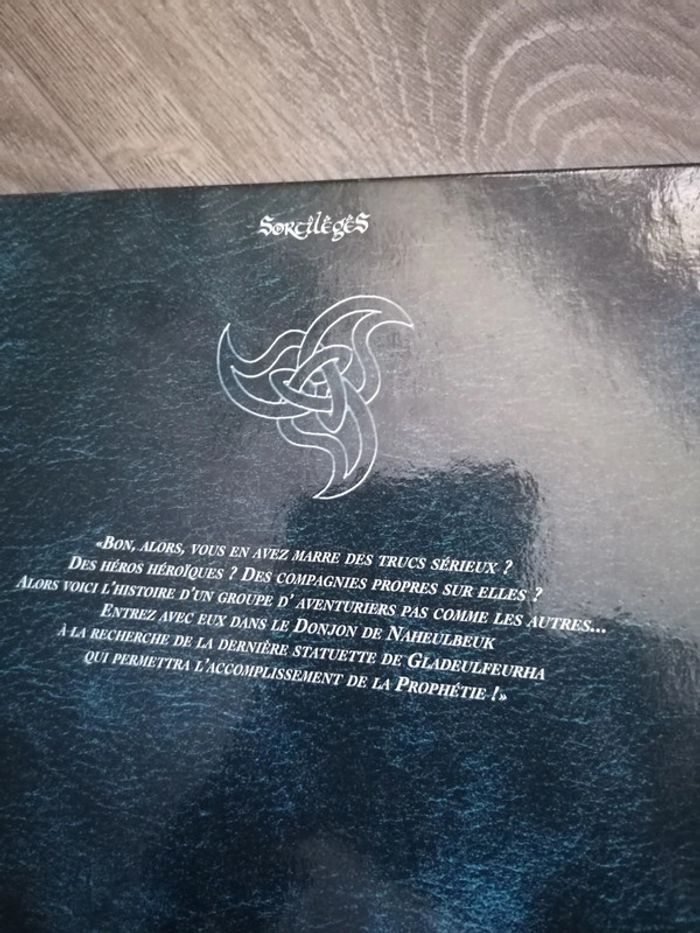 Sortilèges
«Bon, alors, vous en avez marre des trucs sérieux ?
Des héros héroïques ? Des compagnies propres sur elles ?
Alors voici l'histoire d'un groupe d' aventuriers pas comme les autres...
Entrez avec eux dans le Donjon de Naheulbeuk
à la recherche de la dernière statuette de Gladeulfeurha
qui permettra l'accomplissement de la Prophétie !»